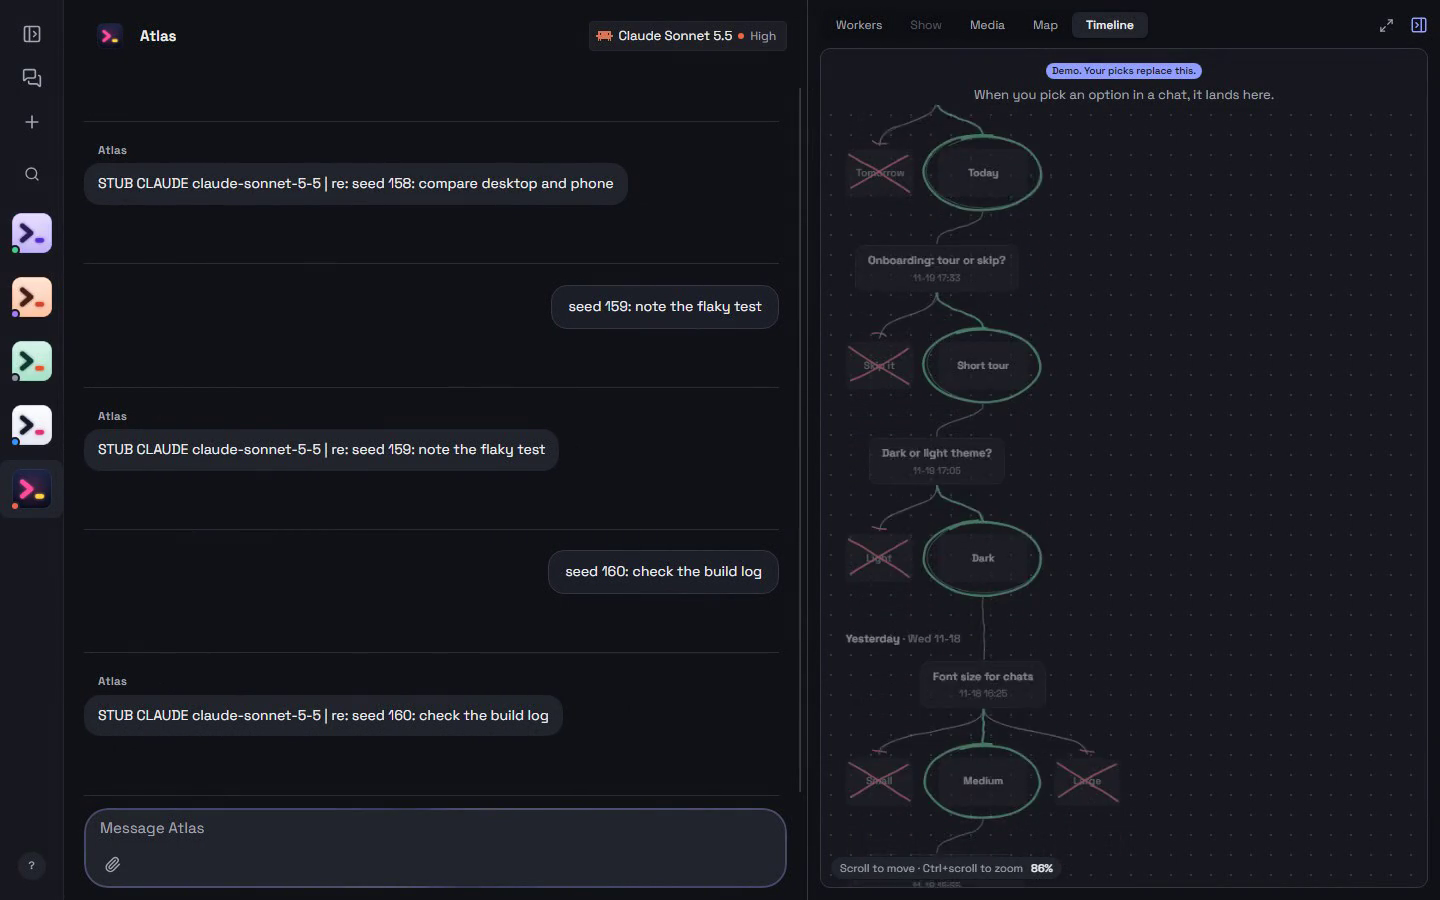 Atlas
Claude Sonnet 5.5 • High
Atlas
STUB CLAUDE claude-sonnet-5-5 | re: seed 158: compare desktop and phone
seed 159: note the flaky test
Atlas
STUB CLAUDE claude-sonnet-5-5 | re: seed 159: note the flaky test
seed 160: check the build log
Atlas
STUB CLAUDE claude-sonnet-5-5 | re: seed 160: check the build log
Message Atlas
?
Workers Show Media Map Timeline
Demo. Your picks replace this.
When you pick an option in a chat, it lands here.
Tomorrow Today
Onboarding: tour or skip?
11-19 17:33
Skip it Short tour
Dark or light theme?
11-19 17:05
Light Dark
Yesterday · Wed 11-18
Font size for chats
11-18 16:25
Small Medium Large
Scroll to move · Ctrl+scroll to zoom 86%